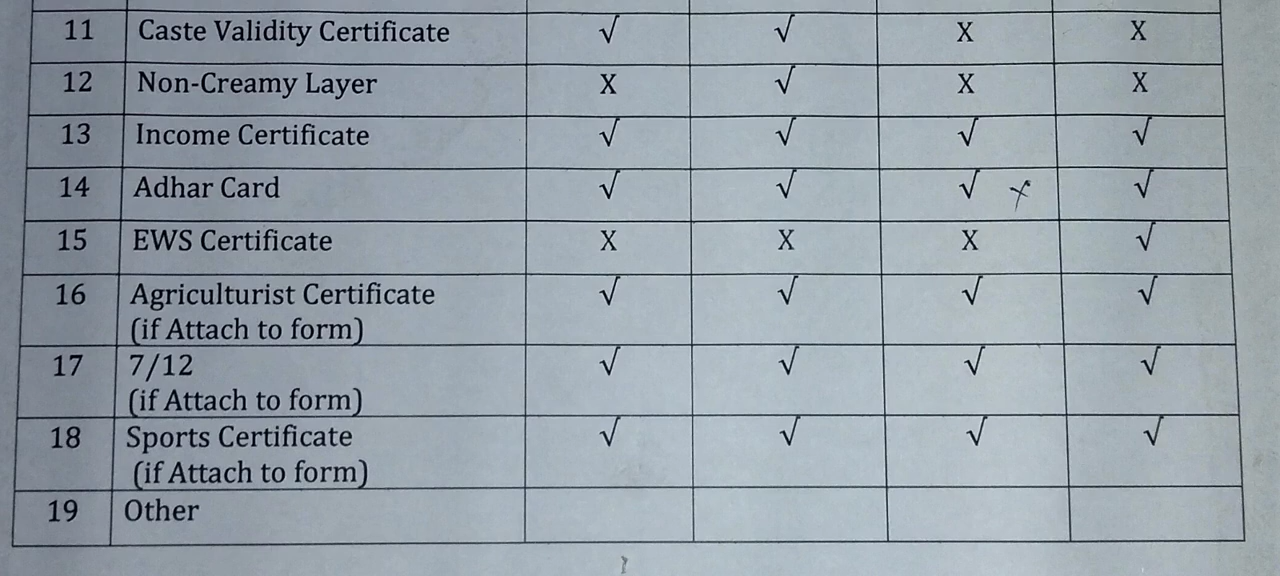 11 Caste Validity Certificate √ √ X X
12 Non-Creamy Layer X √ X X
13 Income Certificate √ √ √ √
14 Adhar Card √ √ √ x √
15 EWS Certificate X X X √
16 Agriculturist Certificate √ √ √ √
(if Attach to form)
17 7/12 √ √ √ √
(if Attach to form)
18 Sports Certificate √ √ √ √
(if Attach to form)
19 Other